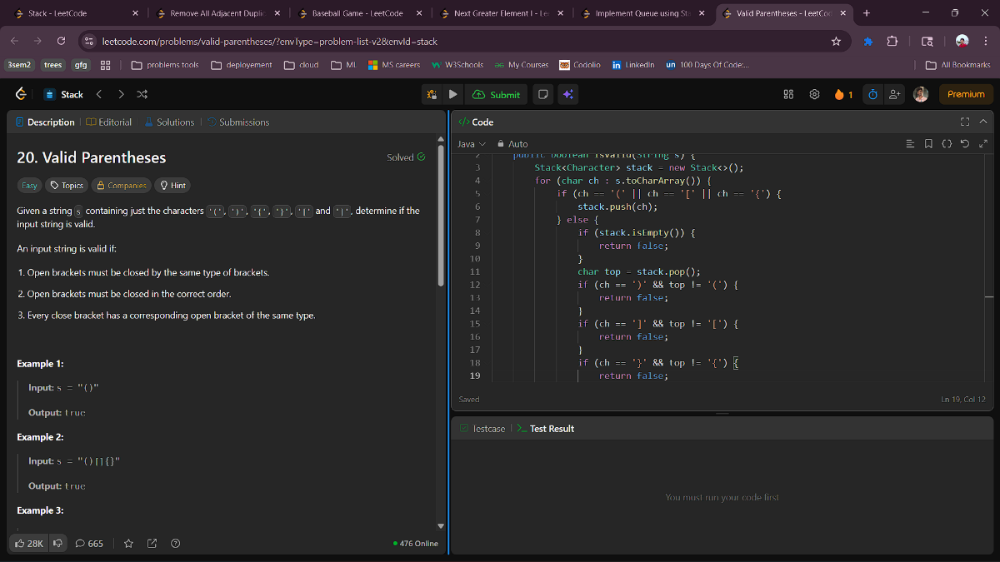 Stack - LeetCode
Remove All Adjacent Duplic
Baseball Game - LeetCode
Next Greater Element I - Le
Implement Queue using Sta
Valid Parentheses - LeetCod
leetcode.com/problems/valid-parentheses/?envType=problem-list-v2&envId=stack
3sem2 trees gfg problems tools deployement cloud ML MS careers W3Schools My Courses Codolio LinkedIn 100 Days Of Code:... All Bookmarks
Stack Submit 1 Premium
Description Editorial Solutions Submissions
20. Valid Parentheses
Solved
Easy Topics Companies Hint
Given a string s containing just the characters '(', ')', '{', '}', '[' and ']', determine if the
input string is valid.
An input string is valid if:
1. Open brackets must be closed by the same type of brackets.
2. Open brackets must be closed in the correct order.
3. Every close bracket has a corresponding open bracket of the same type.
Example 1:
Input: s = "()"
Output: true
Example 2:
Input: s = "()[]{}"
Output: true
Example 3:
28K 665 476 Online
Code
Java Auto
2 public boolean isValid(String s) {
3 Stack<Character> stack = new Stack<>();
4 for (char ch : s.toCharArray()) {
5 if (ch == '(' || ch == '[' || ch == '{') {
6 stack.push(ch);
7 } else {
8 if (stack.isEmpty()) {
9 return false;
10 }
11 char top = stack.pop();
12 if (ch == ')' && top != '(') {
13 return false;
14 }
15 if (ch == ']' && top != '[') {
16 return false;
17 }
18 if (ch == '}' && top != '{') {
19 return false;
Saved Ln 19, Col 12
Testcase Test Result
You must run your code first